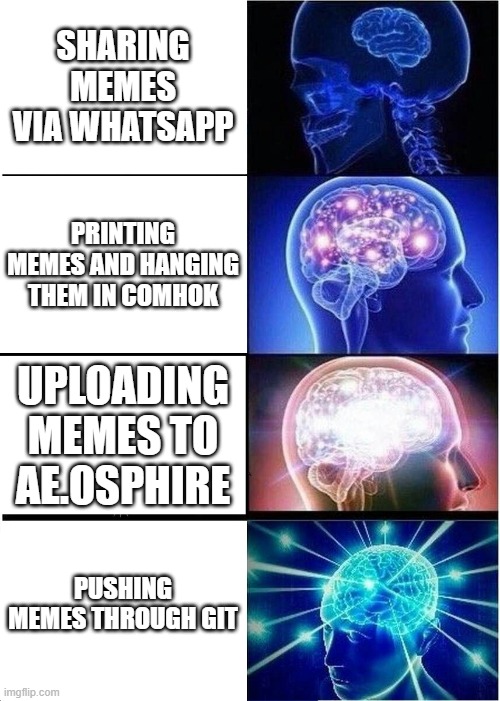 SHARING
MEMES
VIA WHATSAPP
PRINTING
MEMES AND HANGING
THEM IN COMHOK
UPLOADING
MEMES TO
AE.OSPHIRE
PUSHING
MEMES THROUGH GIT
imgflip.com